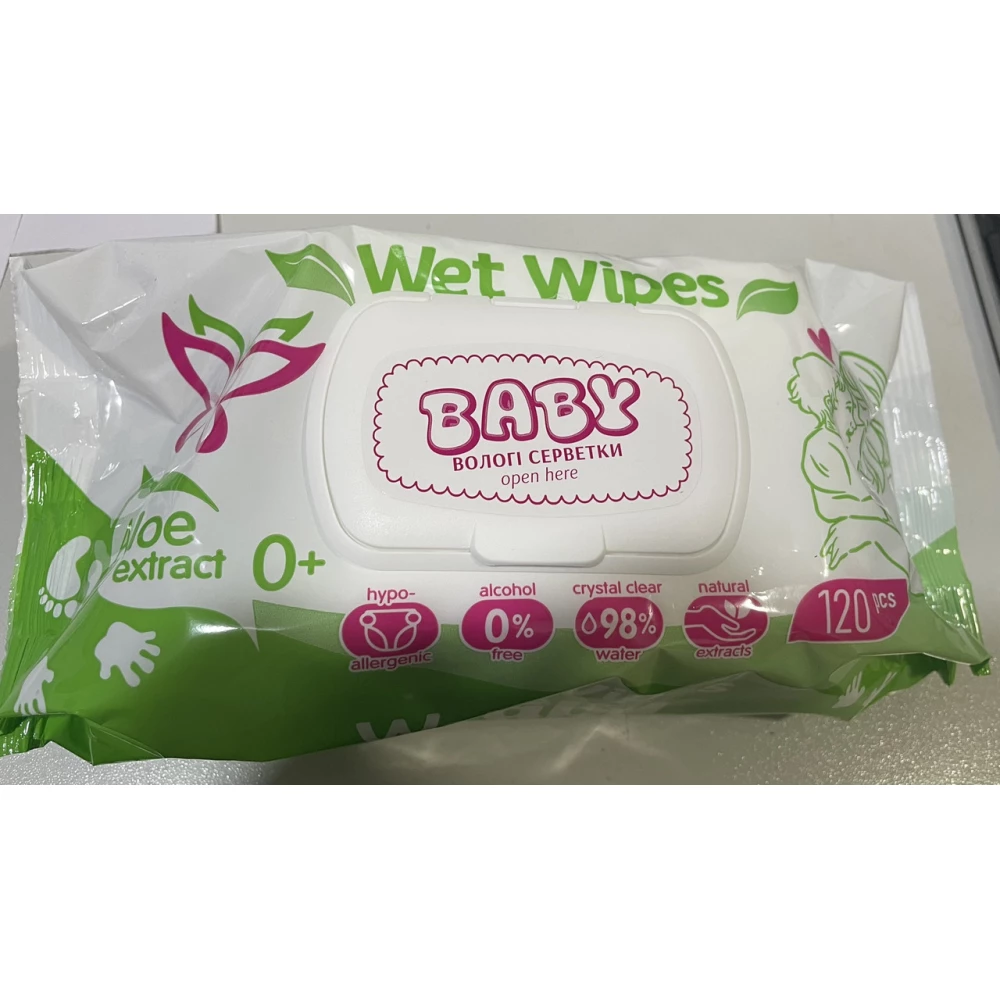 Wet Wipes
BABY
ВОЛОГІ СЕРВЕТКИ
open here
aloe
extract
0+
hypo-
allergenic
alcohol
0%
free
crystal clear
98%
water
natural
extracts
120 pcs